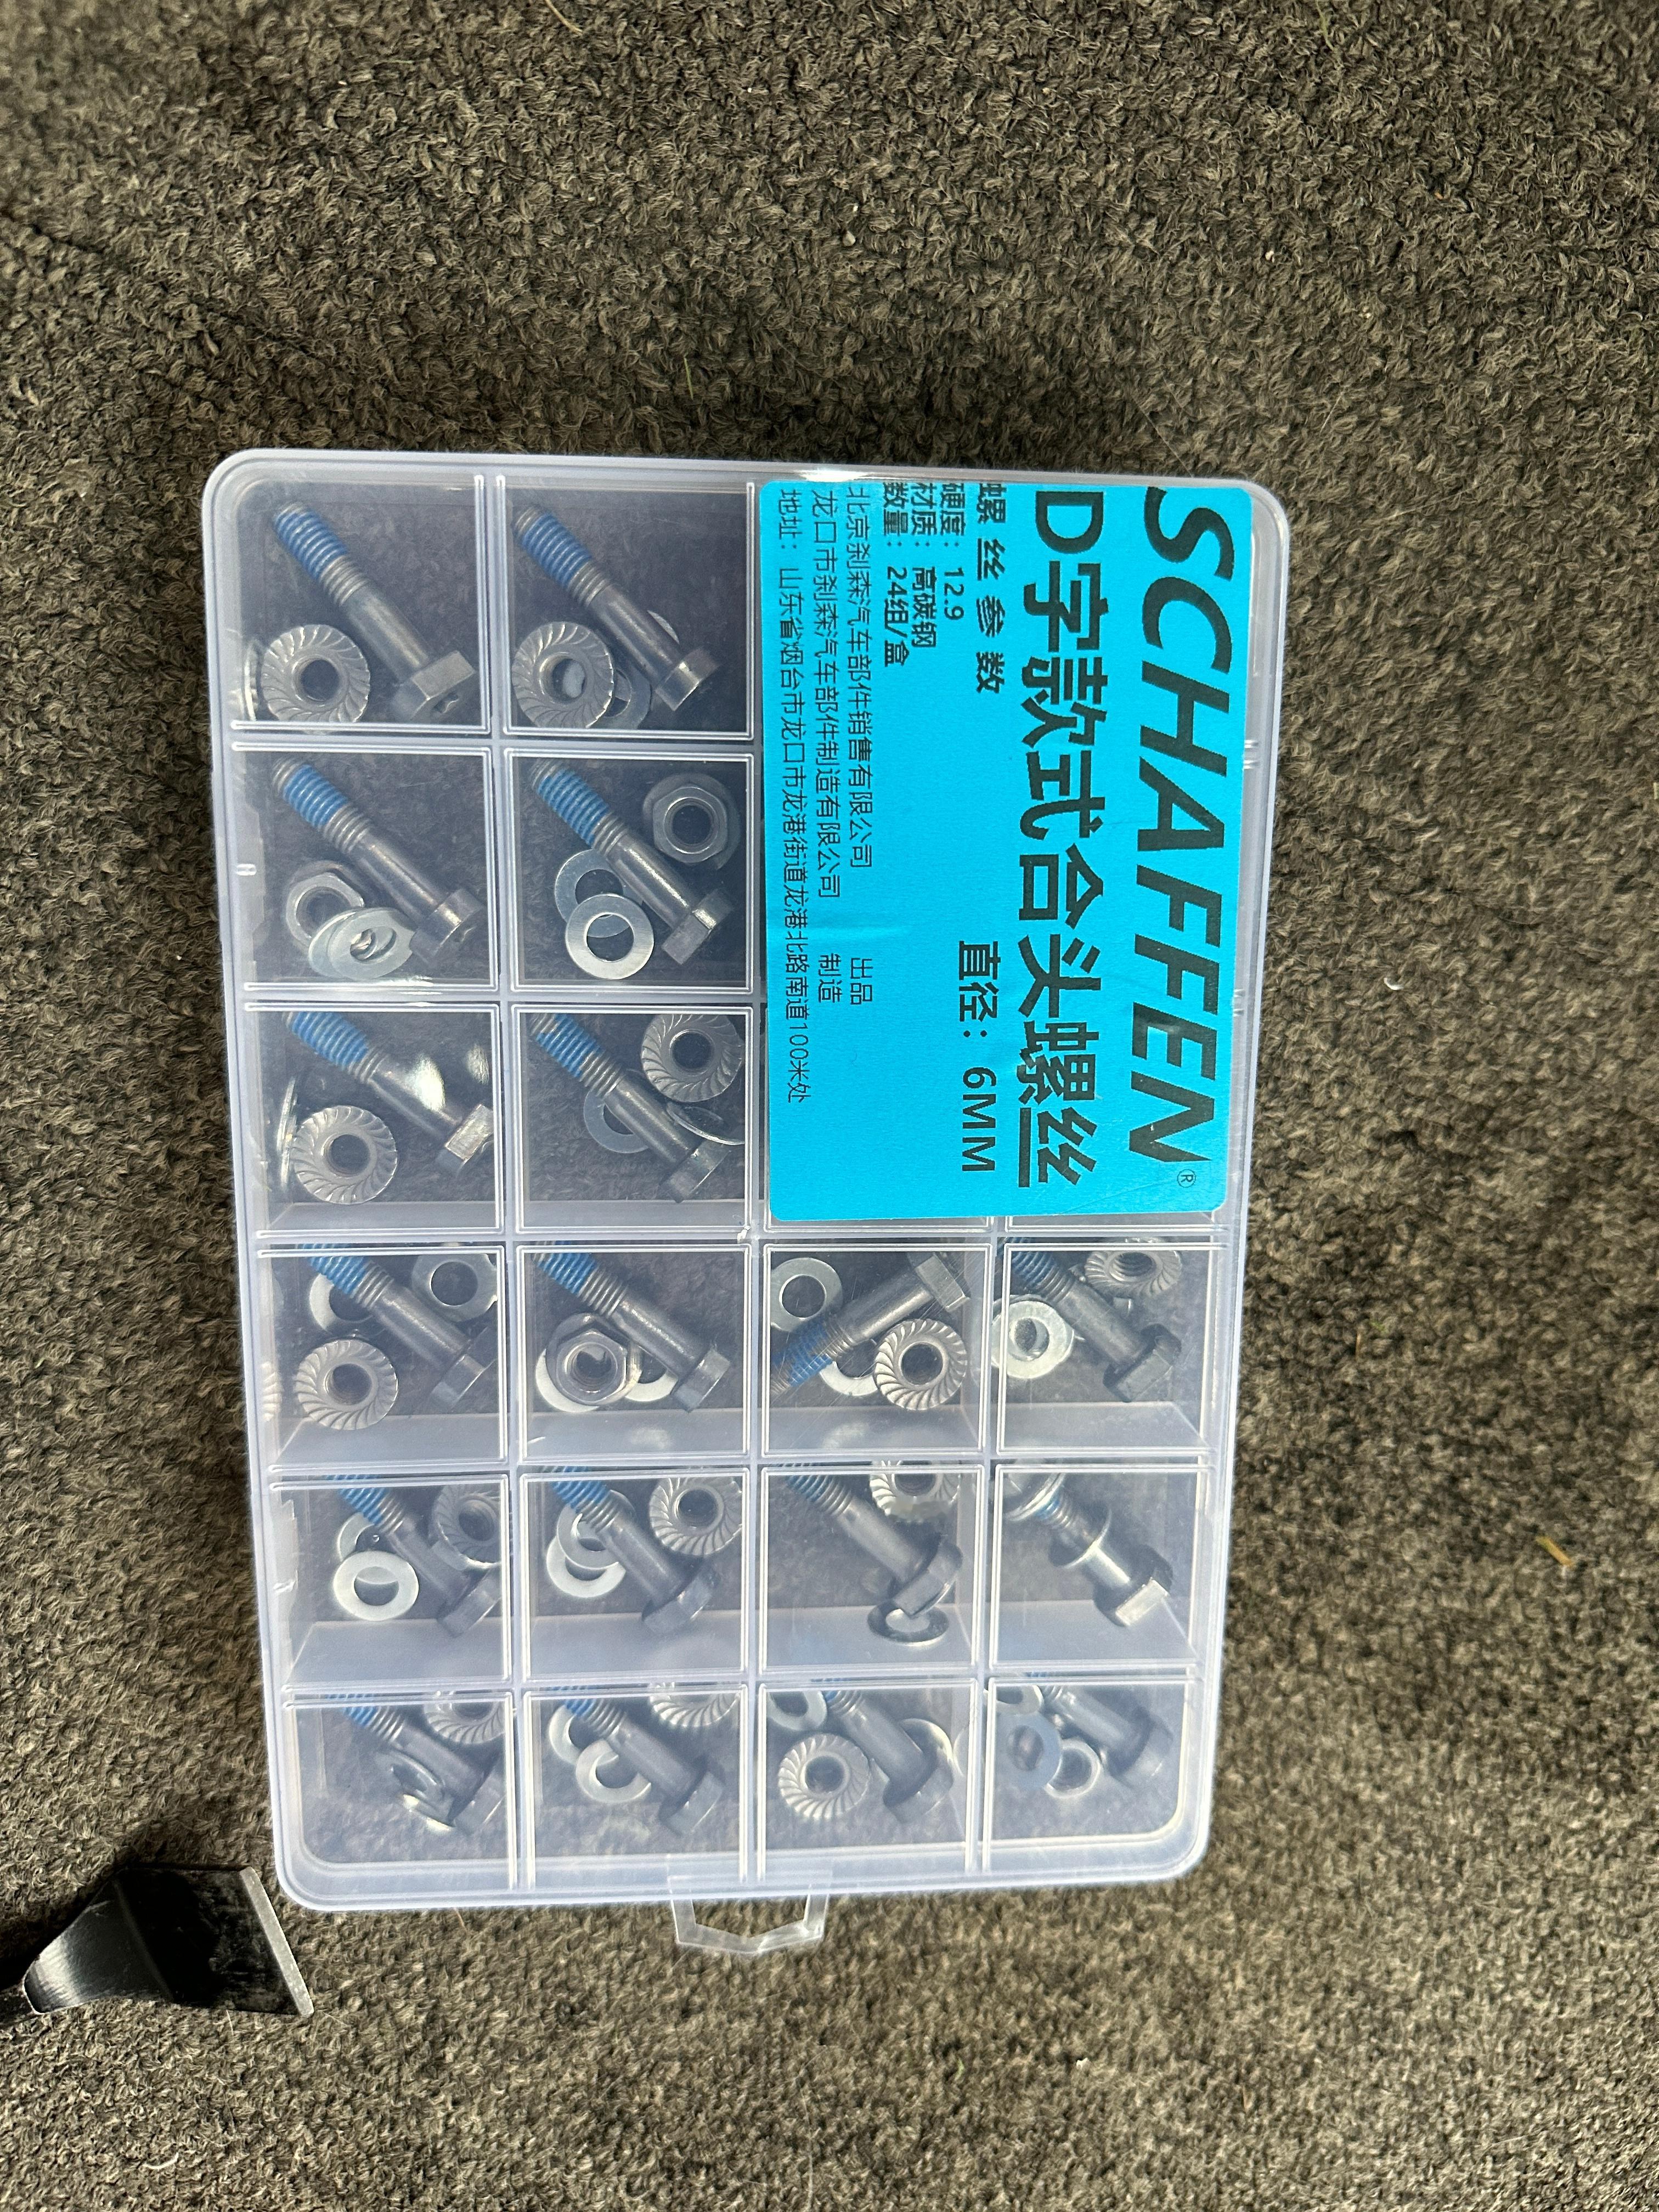 SCHAFFEN®
D字款式台头螺丝
直径：6MM
螺丝参数
硬度：12.9
材质：高碳钢
数量：24组/盒
北京刹森汽车部件销售有限公司 出品
龙口市刹森汽车部件制造有限公司 制造
地址：山东省烟台市龙口市龙港街道龙港北路南道100米处